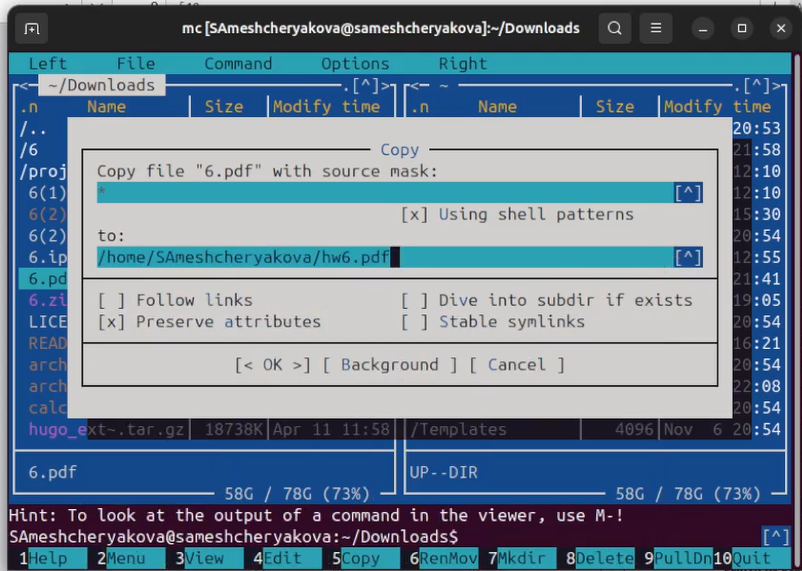 mc [SAmeshcheryakova@sameshcheryakova]:~/Downloads
Left File Command Options Right
<─ ~/Downloads .[^]> <─ ~ .[^]>
.n Name Size Modify time .n Name Size Modify time
/.. 20:53
/6 21:58
/proj 12:10
6(1) 12:10
6(2) 15:30
6(2) 20:54
6.ip 12:55
6.pd 21:41
6.zi 19:05
LICE 20:54
READ 16:21
arch 20:54
arch 22:08
calc 20:54
hugo_ext~.tar.gz 18738K Apr 11 11:58 /Templates 4096 Nov 6 20:54
Copy
Copy file "6.pdf" with source mask:
* [^]
[x] Using shell patterns
to:
/home/SAmeshcheryakova/hw6.pdf [^]
[ ] Follow links [ ] Dive into subdir if exists
[x] Preserve attributes [ ] Stable symlinks
[< OK >] [ Background ] [ Cancel ]
6.pdf UP--DIR
58G / 78G (73%) 58G / 78G (73%)
Hint: To look at the output of a command in the viewer, use M-!
SAmeshcheryakova@sameshcheryakova:~/Downloads$ [^]
1Help 2Menu 3View 4Edit 5Copy 6RenMov 7Mkdir 8Delete 9PullDn 10Quit